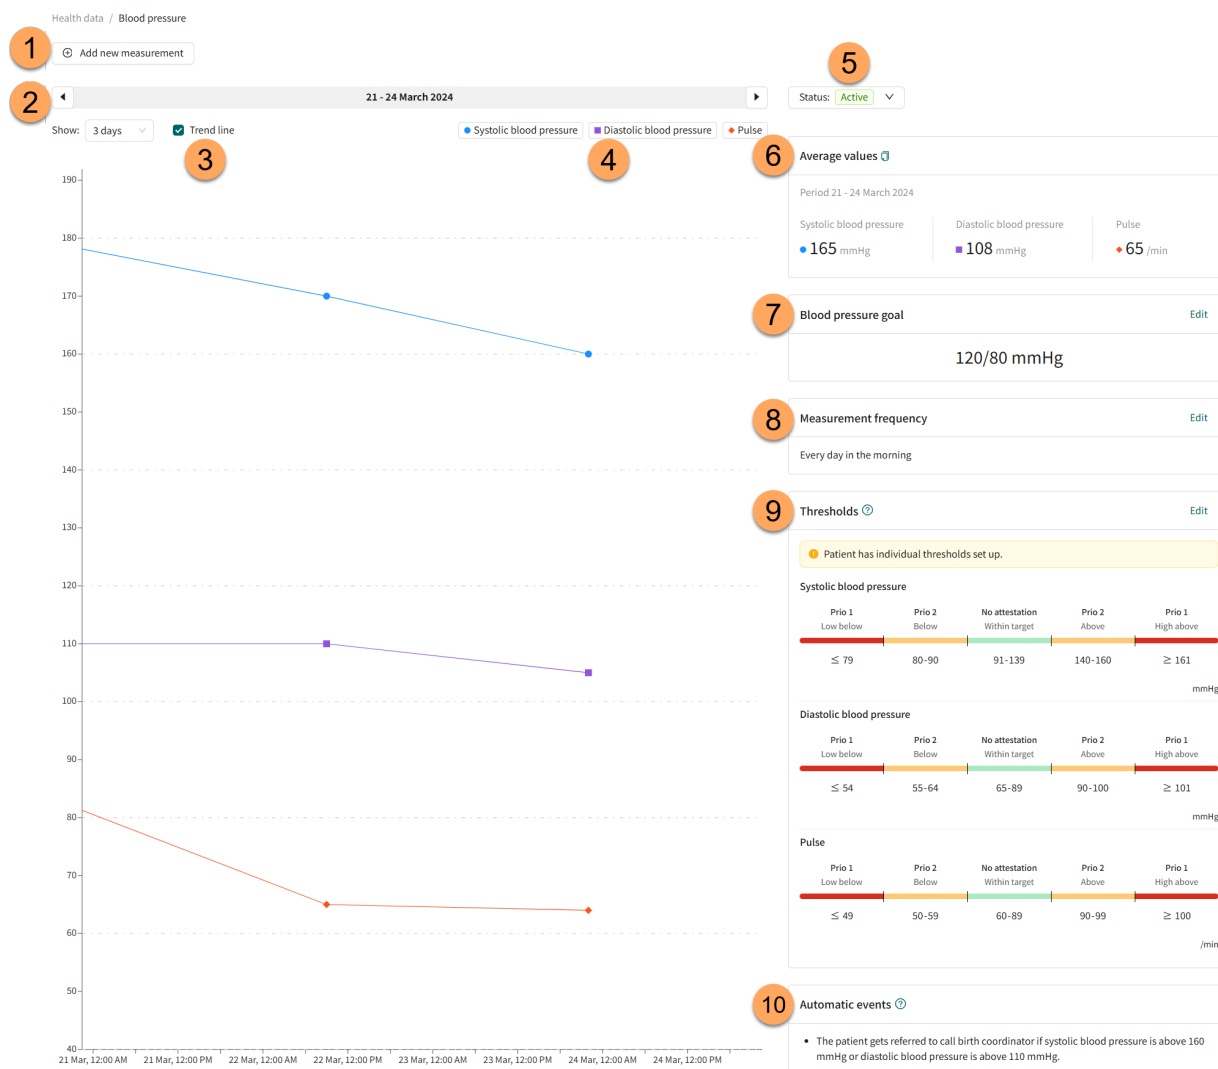 Health data / Blood pressure
1
Add new measurement
2
21 - 24 March 2024
Show: 3 days Trend line
3
Systolic blood pressure Diastolic blood pressure Pulse
4
190
180
170
160
150
140
130
120
110
100
90
80
70
60
50
40
21 Mar, 12:00 AM 21 Mar, 12:00 PM 22 Mar, 12:00 AM 22 Mar, 12:00 PM 23 Mar, 12:00 AM 23 Mar, 12:00 PM 24 Mar, 12:00 AM 24 Mar, 12:00 PM
5
Status: Active
6
Average values
Period 21 - 24 March 2024
Systolic blood pressure Diastolic blood pressure Pulse
165 mmHg 108 mmHg 65 /min
7
Blood pressure goal Edit
120/80 mmHg
8
Measurement frequency Edit
Every day in the morning
9
Thresholds Edit
Patient has individual thresholds set up.
Systolic blood pressure
Prio 1 Prio 2 No attestation Prio 2 Prio 1
Low below Below Within target Above High above
≤ 79 80-90 91-139 140-160 ≥ 161
mmHg
Diastolic blood pressure
Prio 1 Prio 2 No attestation Prio 2 Prio 1
Low below Below Within target Above High above
≤ 54 55-64 65-89 90-100 ≥ 101
mmHg
Pulse
Prio 1 Prio 2 No attestation Prio 2 Prio 1
Low below Below Within target Above High above
≤ 49 50-59 60-89 90-99 ≥ 100
/min
10
Automatic events
• The patient gets referred to call birth coordinator if systolic blood pressure is above 160
mmHg or diastolic blood pressure is above 110 mmHg.